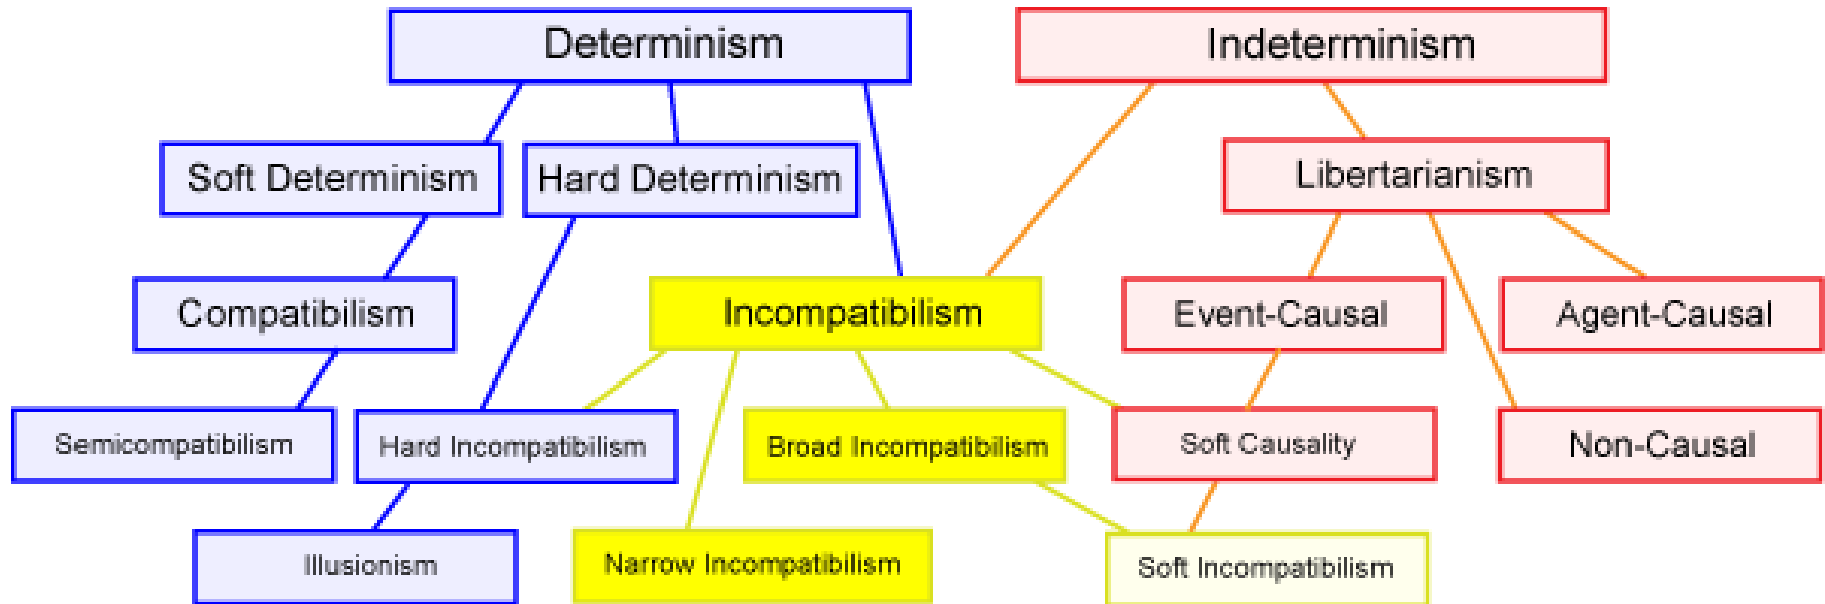 Determinism
Indeterminism
Soft Determinism
Hard Determinism
Libertarianism
Compatibilism
Incompatibilism
Event-Causal
Agent-Causal
Semicompatibilism
Hard Incompatibilism
Broad Incompatibilism
Soft Causality
Non-Causal
Illusionism
Narrow Incompatibilism
Soft Incompatibilism